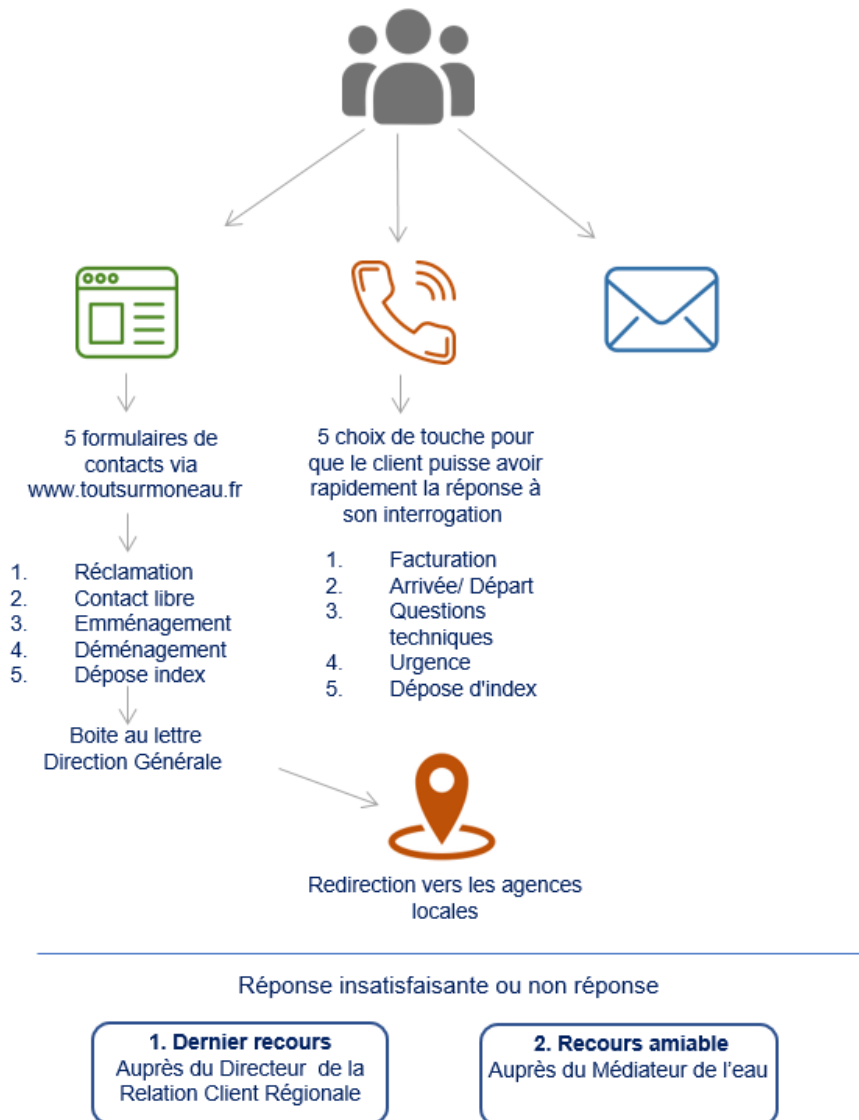 5 formulaires de
contacts via
www.toutsurmoneau.fr
1. Réclamation
2. Contact libre
3. Emménagement
4. Déménagement
5. Dépose index
Boite au lettre
Direction Générale
5 choix de touche pour
que le client puisse avoir
rapidement la réponse à
son interrogation
1. Facturation
2. Arrivée/ Départ
3. Questions
techniques
4. Urgence
5. Dépose d'index
Redirection vers les agences
locales
Réponse insatisfaisante ou non réponse
1. Dernier recours
Auprès du Directeur de la
Relation Client Régionale
2. Recours amiable
Auprès du Médiateur de l'eau